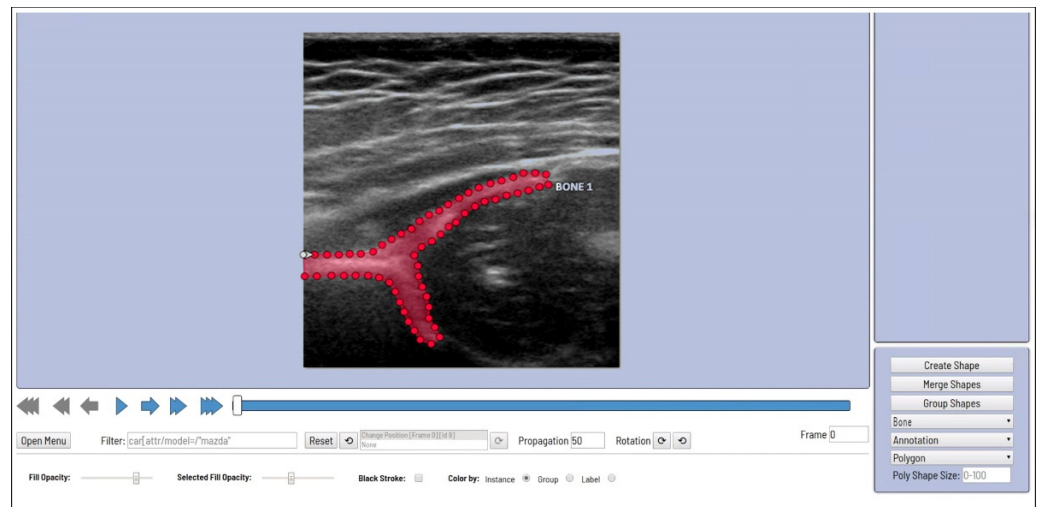 BONE 1
Create Shape
Merge Shapes
Group Shapes
Bone
Annotation
Polygon
Poly Shape Size: 0-100
Open Menu
Filter: car[attr/model=/"mazda"
Reset
Change Position [Frame 0] [id 9]
None
Propagation 50
Rotation
Frame 0
Fill Opacity:
Selected Fill Opacity:
Black Stroke:
Color by: Instance Group Label